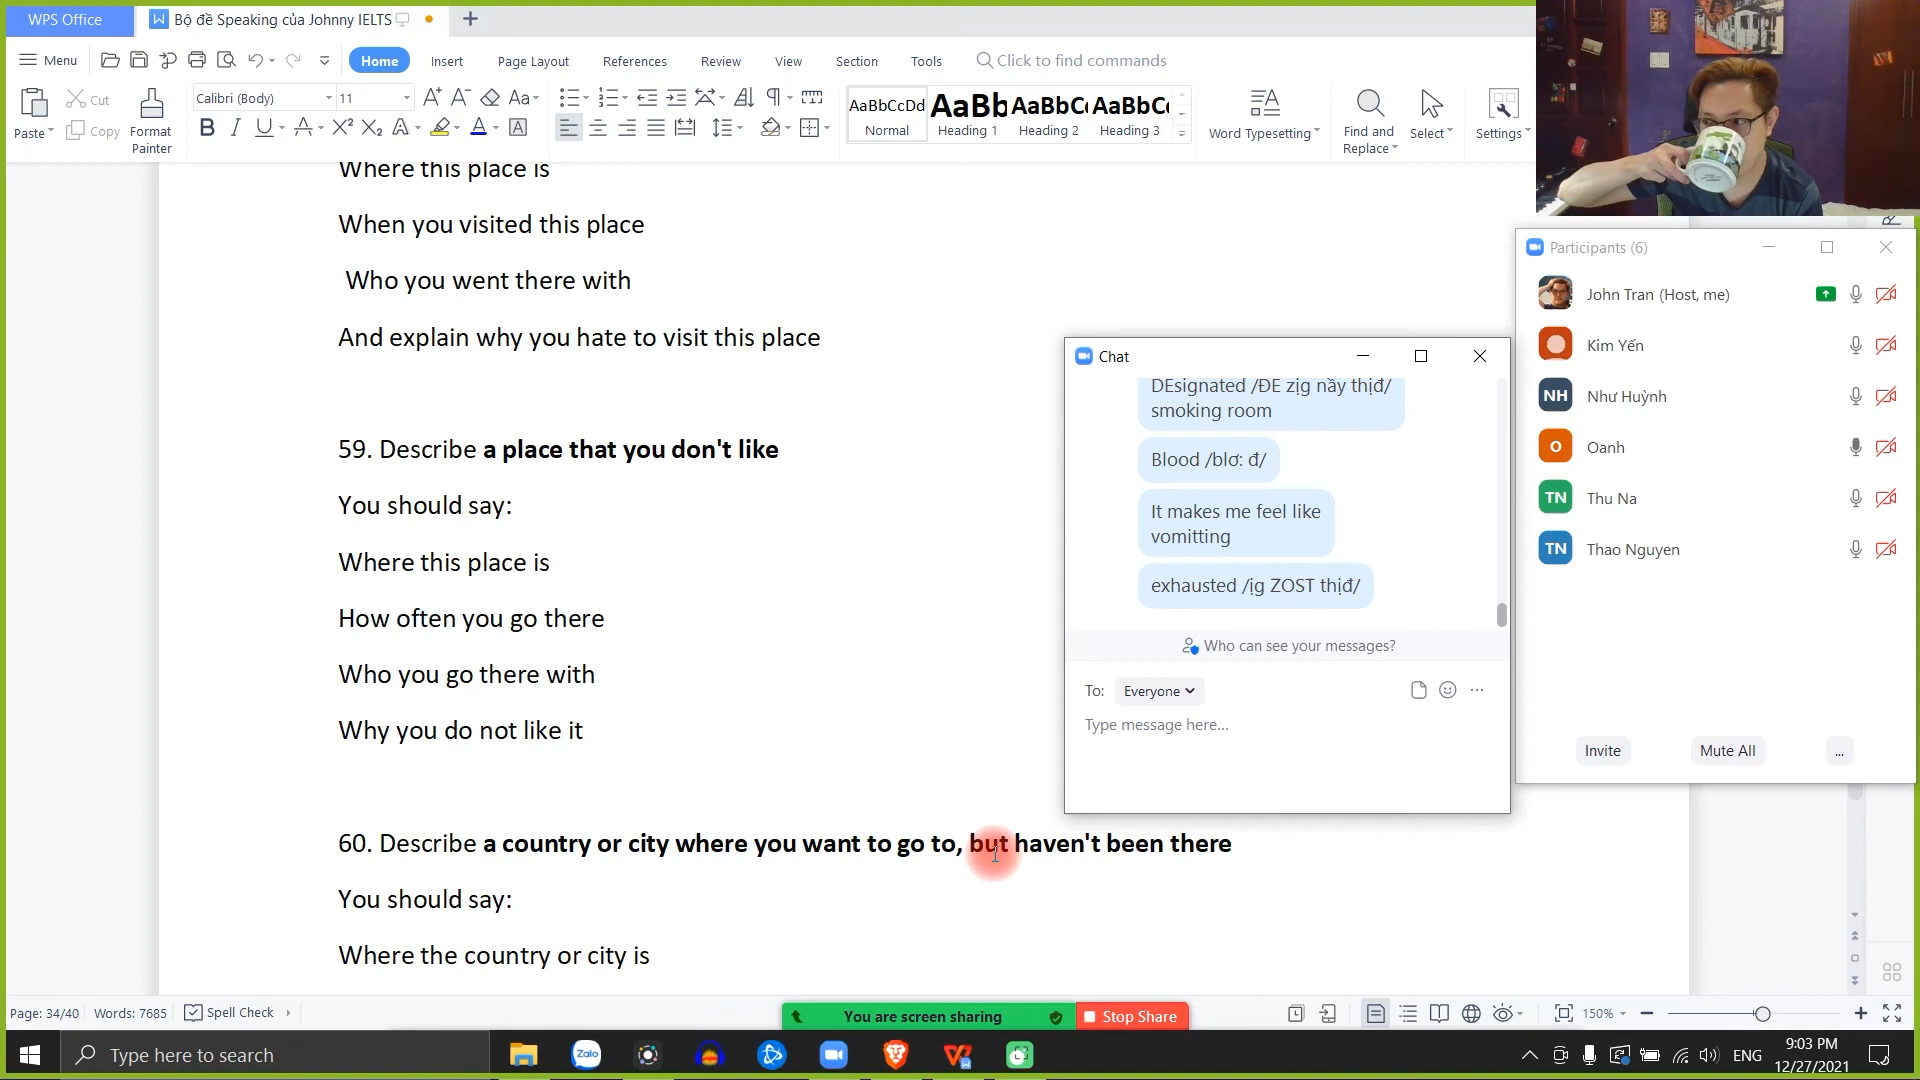 WPS Office
Bộ đề Speaking của Johnny IELTS
Menu
Home
Insert
Page Layout
References
Review
View
Section
Tools
Click to find commands
Paste
Cut
Copy
Format Painter
Calibri (Body)
11
AaBbCcDd
Normal
AaBb
Heading 1
AaBbC
Heading 2
AaBbC
Heading 3
Word Typesetting
Find and Replace
Select
Settings
Where this place is
When you visited this place
Who you went there with
And explain why you hate to visit this place
59. Describe a place that you don't like
You should say:
Where this place is
How often you go there
Who you go there with
Why you do not like it
60. Describe a country or city where you want to go to, but haven't been there
You should say:
Where the country or city is
Chat
DEsignated /ĐE zịg nầy thịđ/
smoking room
Blood /blơ: đ/
It makes me feel like
vomitting
exhausted /ịg ZOST thịđ/
Who can see your messages?
To: Everyone
Type message here...
Participants (6)
John Tran (Host, me)
Kim Yến
NH Như Huỳnh
O Oanh
TN Thu Na
TN Thao Nguyen
Invite
Mute All
...
Page: 34/40
Words: 7685
Spell Check
You are screen sharing
Stop Share
150%
Type here to search
Zalo
ENG
9:03 PM
12/27/2021